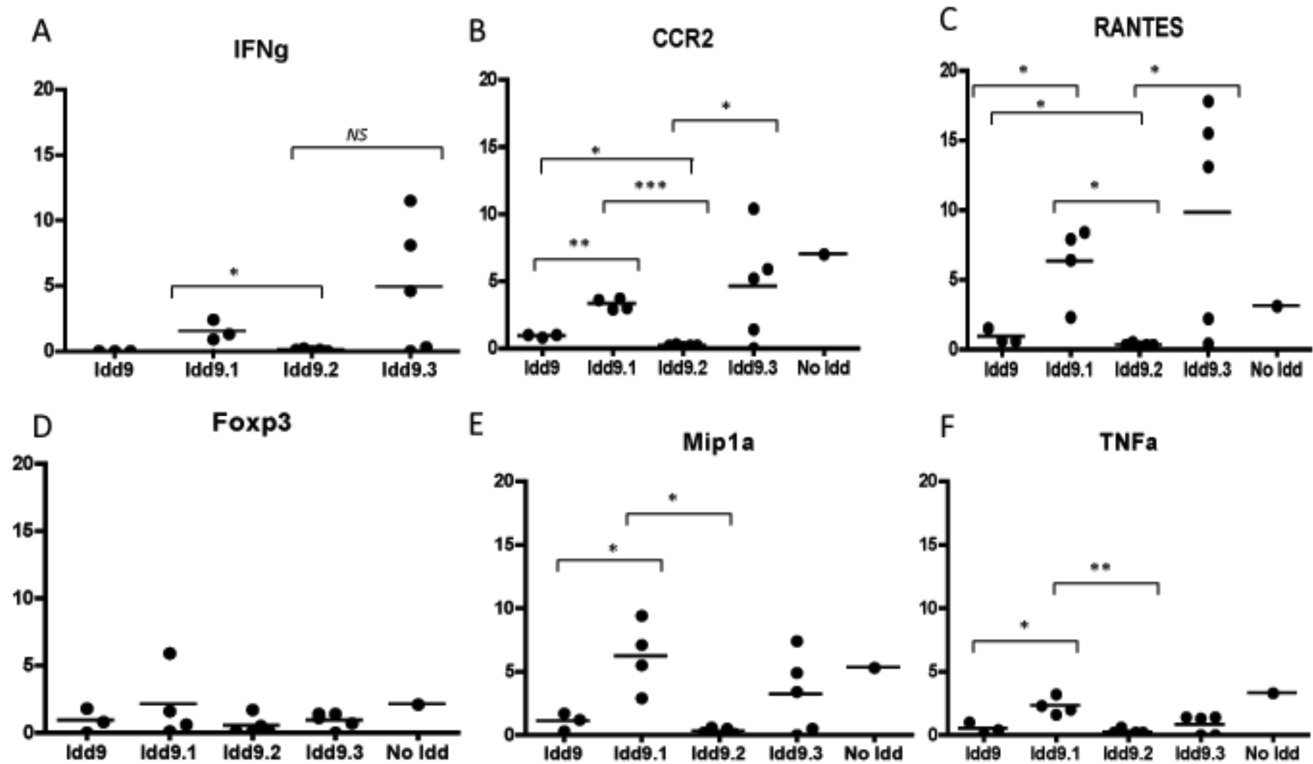 A
IFNg
20
15
10
5
0
NS
*
Idd9
Idd9.1
Idd9.2
Idd9.3
B
CCR2
20
15
10
5
0
*
*
***
**
Idd9
Idd9.1
Idd9.2
Idd9.3
No Idd
C
RANTES
20
15
10
5
0
*
*
*
*
Idd9
Idd9.1
Idd9.2
Idd9.3
No Idd
D
Foxp3
20
15
10
5
0
Idd9
Idd9.1
Idd9.2
Idd9.3
No Idd
E
Mip1a
20
15
10
5
0
*
*
Idd9
Idd9.1
Idd9.2
Idd9.3
No Idd
F
TNFa
20
15
10
5
0
**
*
Idd9
Idd9.1
Idd9.2
Idd9.3
No Idd